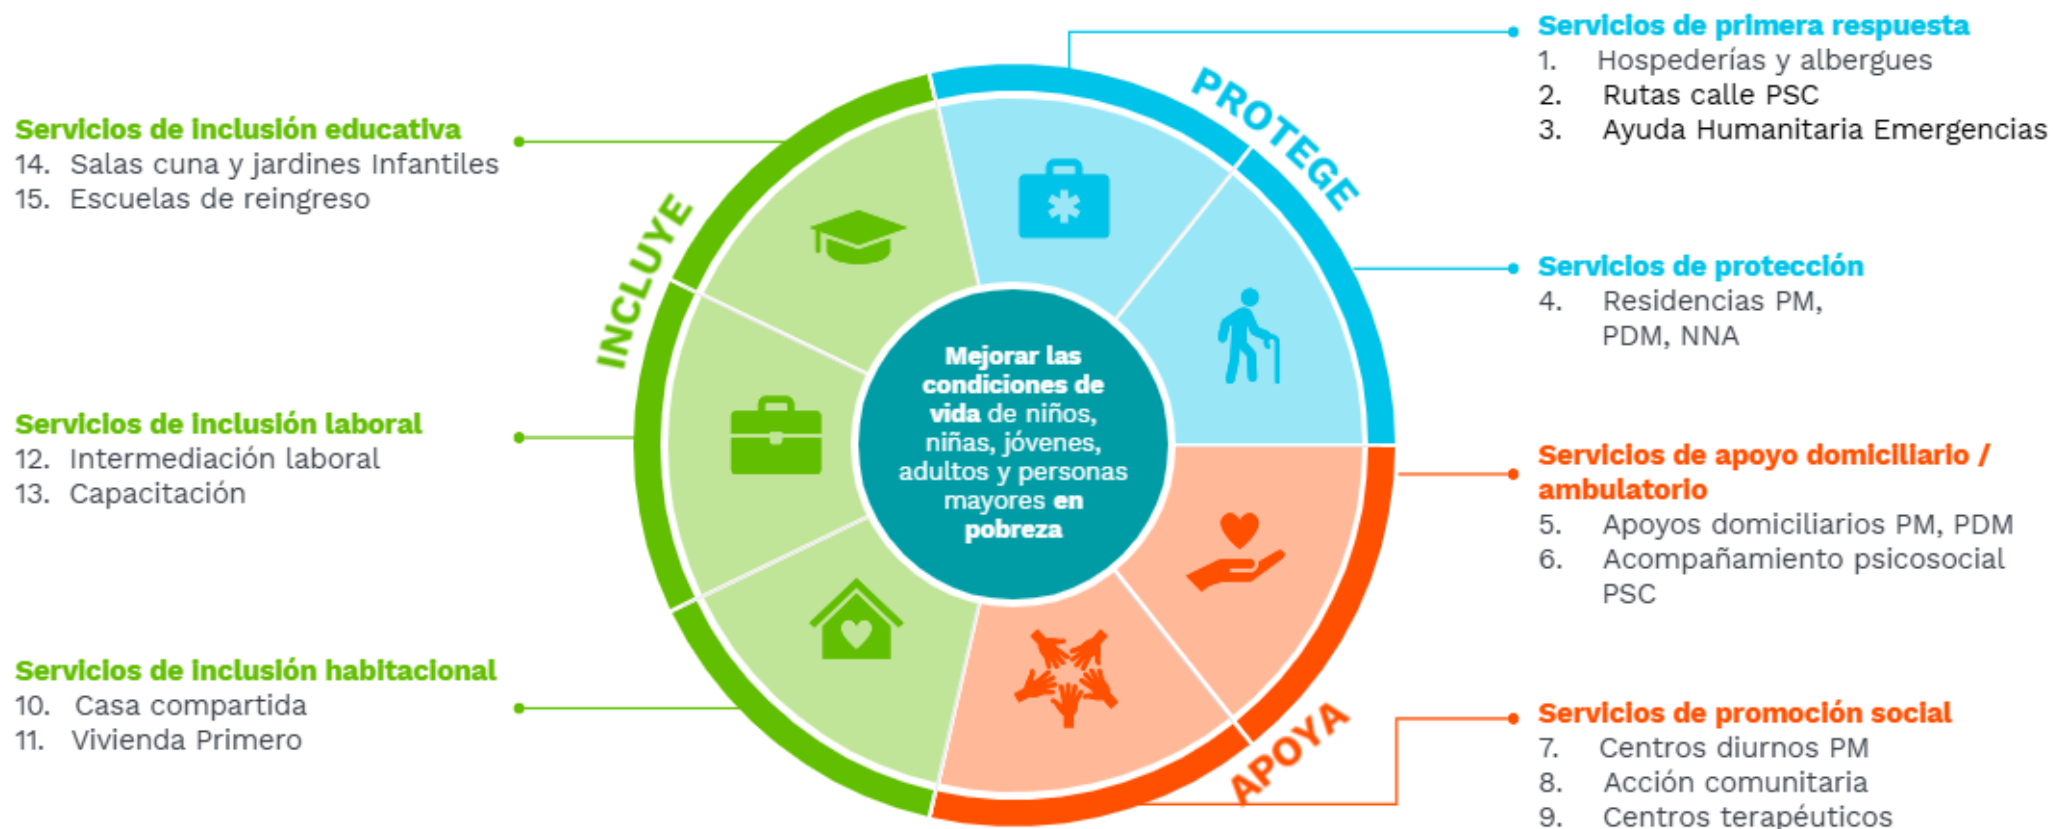 Servicios de primera respuesta
1. Hospederías y albergues
2. Rutas calle PSC
3. Ayuda Humanitaria Emergencias
PROTEGE
Servicios de protección
4. Residencias PM,
PDM, NNA
Servicios de apoyo domiciliario /
ambulatorio
5. Apoyos domiciliarios PM, PDM
6. Acompañamiento psicosocial
PSC
APOYA
Servicios de promoción social
7. Centros diurnos PM
8. Acción comunitaria
9. Centros terapéuticos
Servicios de inclusión habitacional
10. Casa compartida
11. Vivienda Primero
Servicios de inclusión laboral
12. Intermediación laboral
13. Capacitación
INCLUYE
Servicios de inclusión educativa
14. Salas cuna y jardines Infantiles
15. Escuelas de reingreso
Mejorar las
condiciones de
vida de niños,
niñas, jóvenes,
adultos y personas
mayores en
pobreza